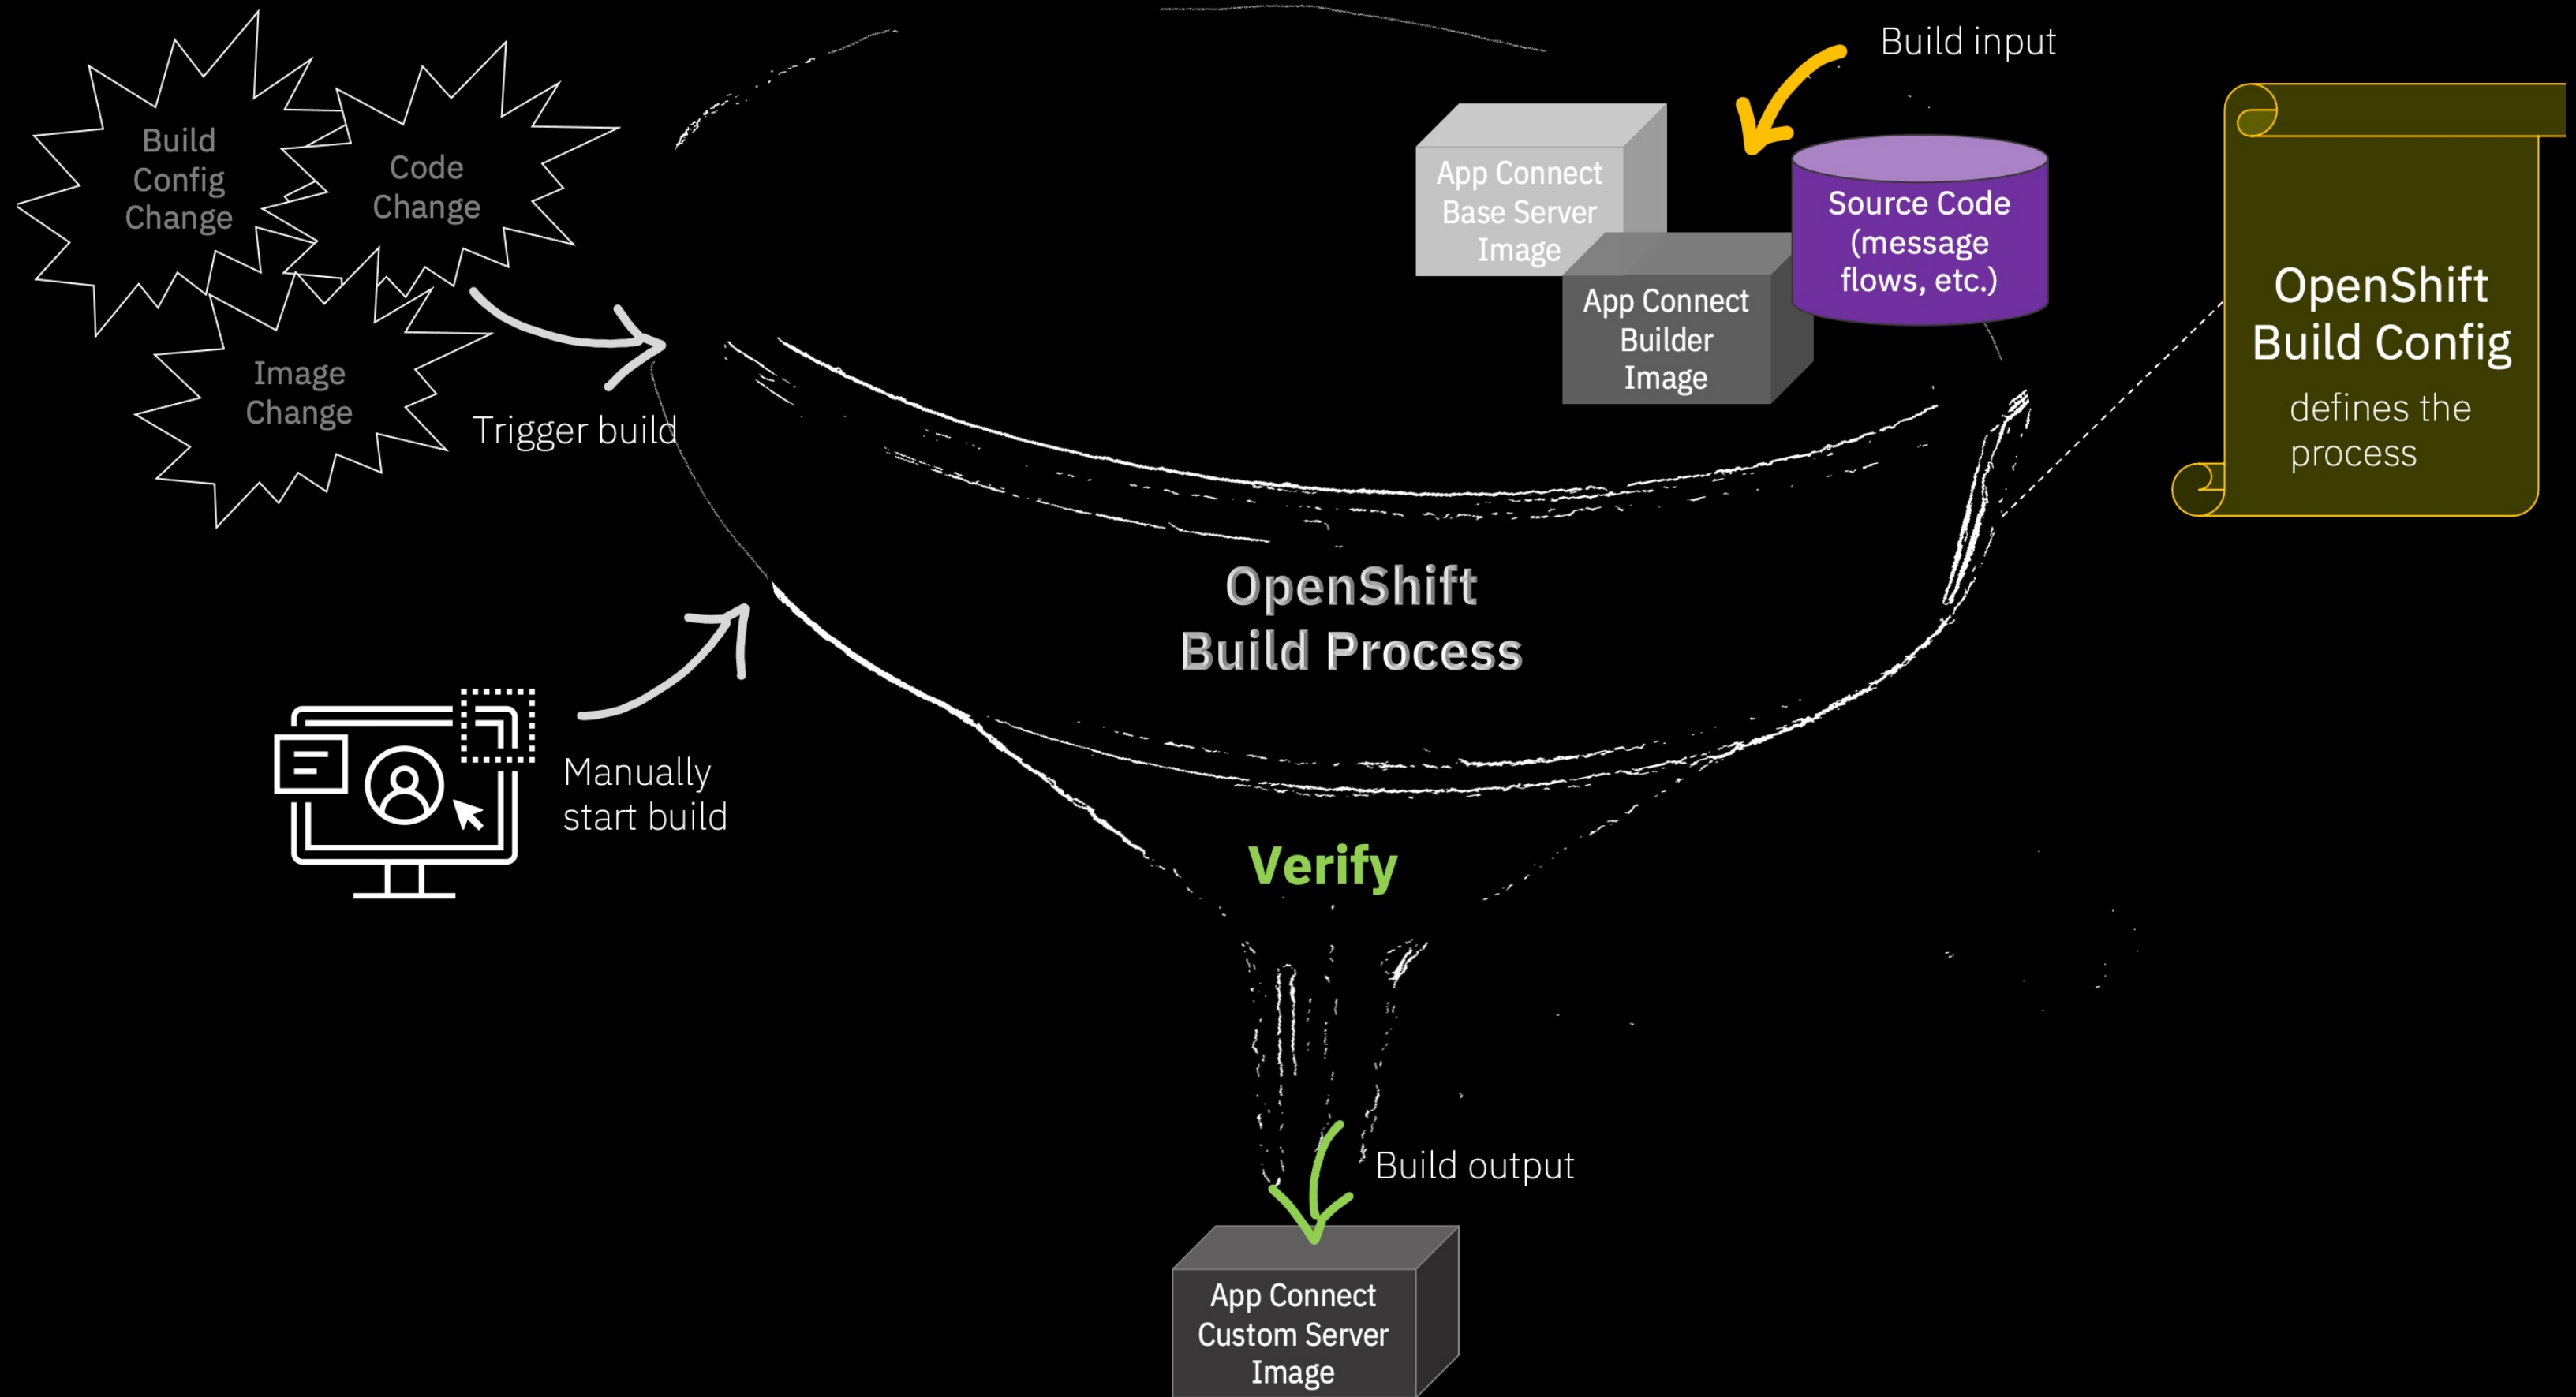 Build
Config
Change
Code
Change
Image
Change
Trigger build
Manually
start build
Build input
App Connect
Base Server
Image
App Connect
Builder
Image
Source Code
(message
flows, etc.)
OpenShift
Build Config
defines the
process
OpenShift
Build Process
Verify
Build output
App Connect
Custom Server
Image